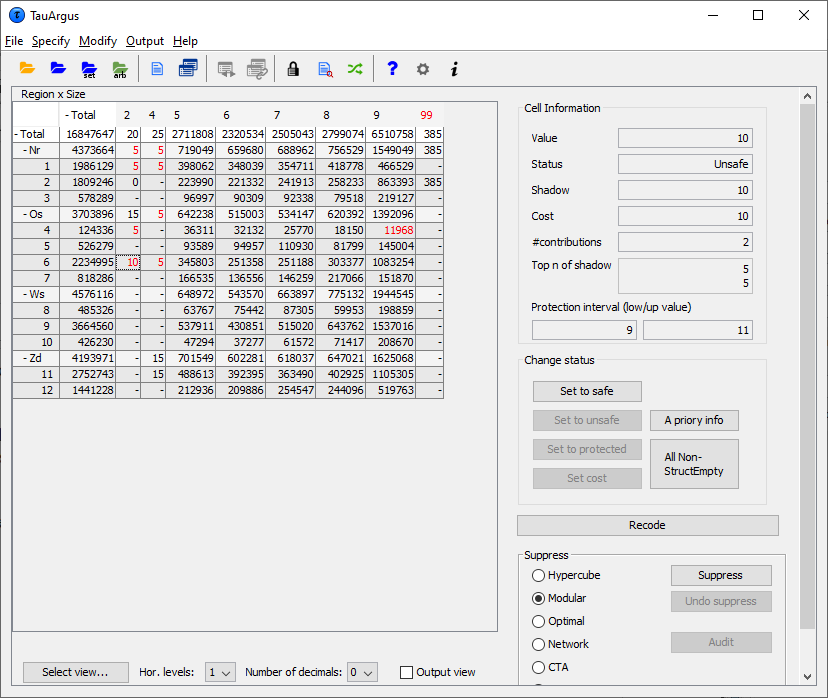 TauArgus
File Specify Modify Output Help
set arb
Region x Size
- Total 2 4 5 6 7 8 9 99
- Total 16847647 20 25 2711808 2320534 2505043 2799074 6510758 385
- Nr 4373664 5 5 719049 659680 688962 756529 1549049 385
1 1986129 5 5 398062 348039 354711 418778 466529 -
2 1809246 0 - 223990 221332 241913 258233 863393 385
3 578289 - - 96997 90309 92338 79518 219127 -
- Os 3703896 15 5 642238 515003 534147 620392 1392096 -
4 124336 5 - 36311 32132 25770 18150 11968 -
5 526279 - - 93589 94957 110930 81799 145004 -
6 2234995 10 5 345803 251358 251188 303377 1083254 -
7 818286 - - 166535 136556 146259 217066 151870 -
- Ws 4576116 - - 648972 543570 663897 775132 1944545 -
8 485326 - - 63767 75442 87305 59953 198859 -
9 3664560 - - 537911 430851 515020 643762 1537016 -
10 426230 - - 47294 37277 61572 71417 208670 -
- Zd 4193971 - 15 701549 602281 618037 647021 1625068 -
11 2752743 - 15 488613 392395 363490 402925 1105305 -
12 1441228 - - 212936 209886 254547 244096 519763 -
Cell Information
Value 10
Status Unsafe
Shadow 10
Cost 10
#contributions 2
Top n of shadow 5
5
Protection interval (low/up value)
9 11
Change status
Set to safe
Set to unsafe A priory info
Set to protected All Non-
StructEmpty
Set cost
Recode
Suppress
Hypercube Suppress
Modular Undo suppress
Optimal
Network Audit
CTA
Select view... Hor. levels: 1 Number of decimals: 0 Output view